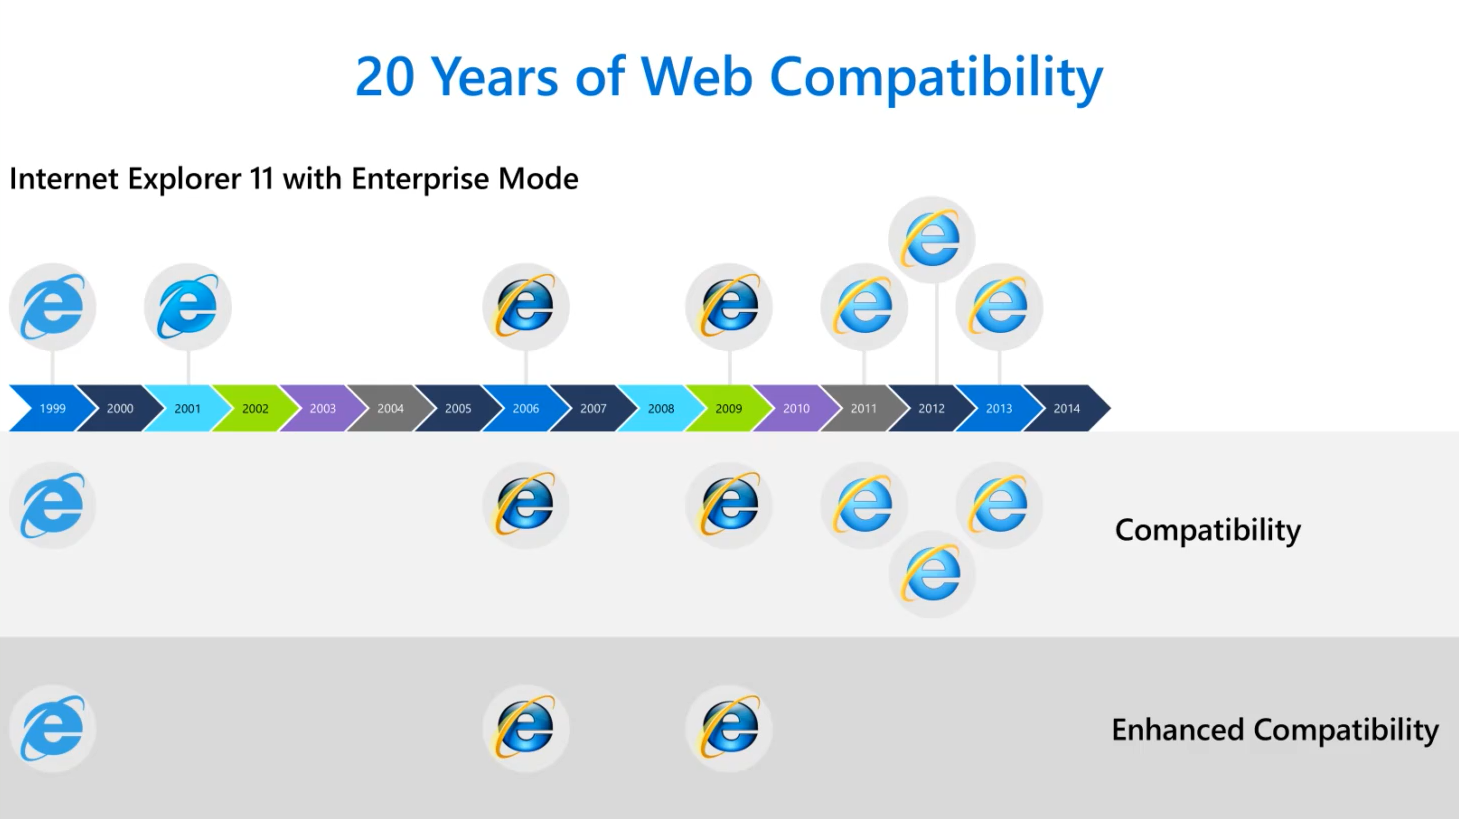 20 Years of Web Compatibility
Internet Explorer 11 with Enterprise Mode
1999 2000 2001 2002 2003 2004 2005 2006 2007 2008 2009 2010 2011 2012 2013 2014
Compatibility
Enhanced Compatibility